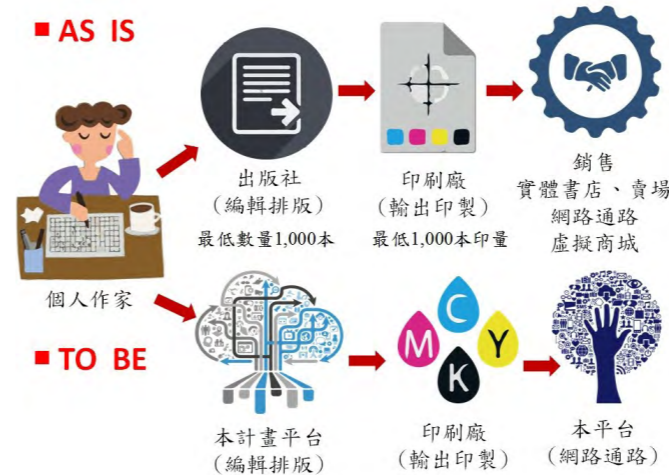 AS IS
出版社
(編輯排版)
最低數量1,000本
印刷廠
(輸出印製)
最低1,000本印量
銷售
實體書店、賣場
網路通路
虛擬商城
個人作家
TO BE
本計畫平台
(編輯排版)
C
M
Y
K
印刷廠
(輸出印製)
本平台
(網路通路)